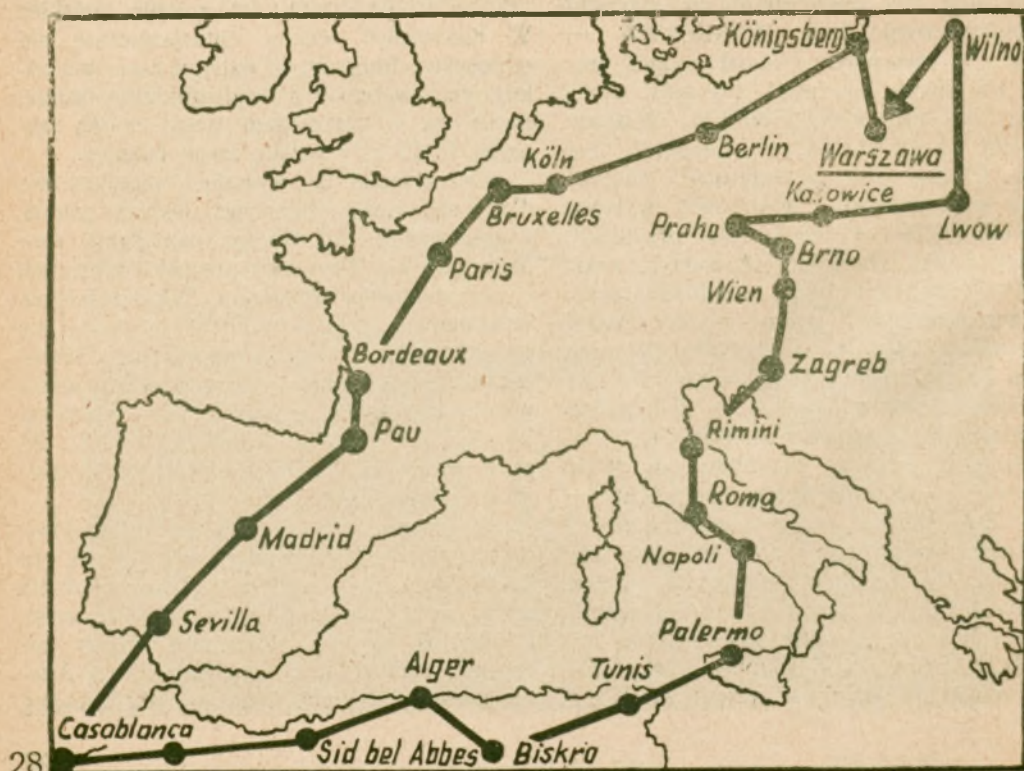 Königsberg
Wilno
Berlin
Warszawa
Köln
Katowice
Bruxelles
Praha
Lwow
Paris
Brno
Wien
Bordeaux
Zagreb
Pau
Rimini
Roma
Madrid
Napoli
Sevilla
Palermo
Alger
Tunis
Casablanca
Sid bel Abbes
Biskra
28